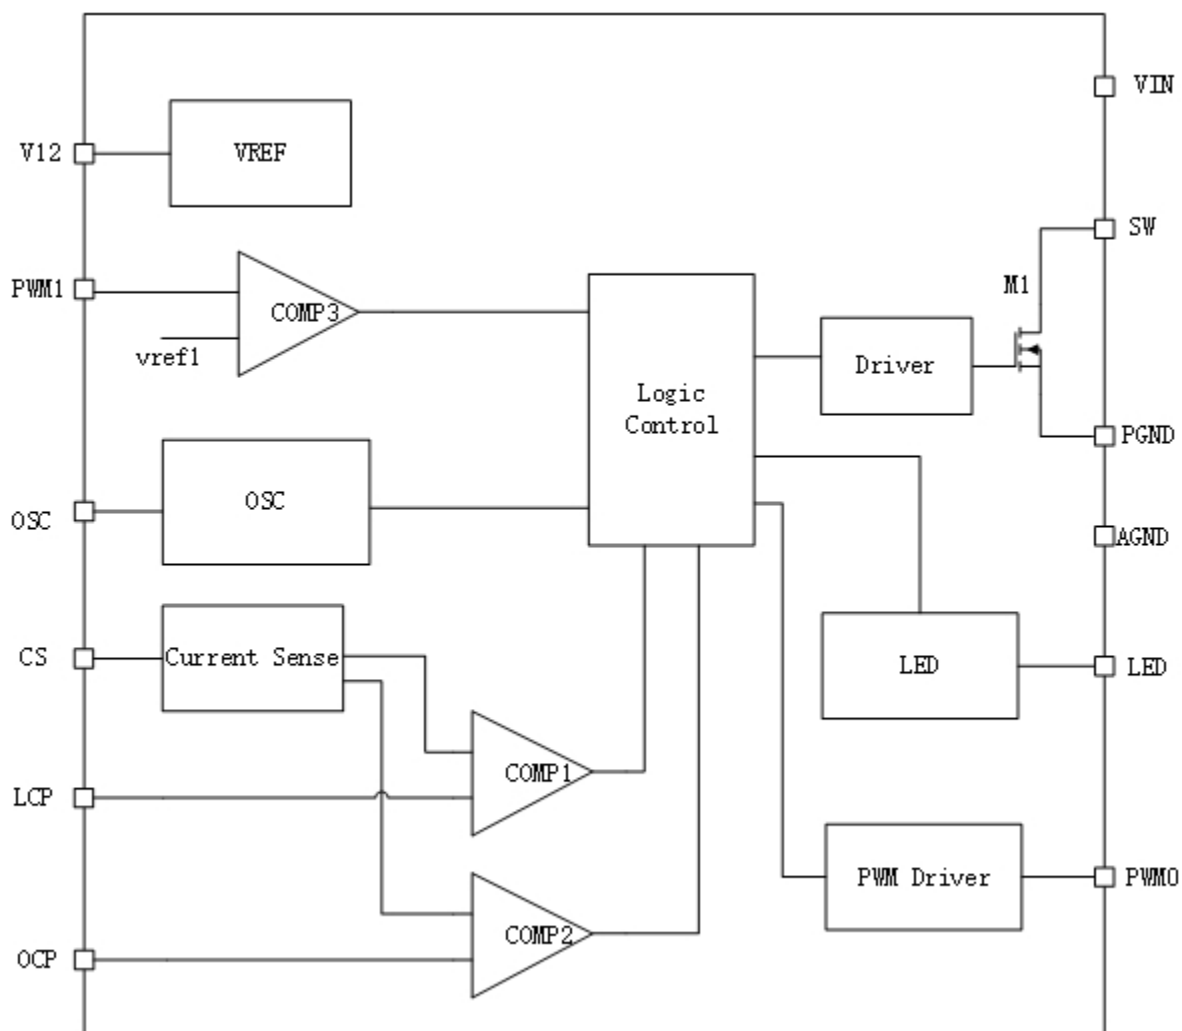 VIN
V12
VREF
SW
PWM1
COMP3
M1
vref1
Driver
Logic
Control
PGND
OSC
OSC
AGND
CS
Current Sense
LED
LED
COMP1
LCP
PWM Driver
PWMO
COMP2
OCP